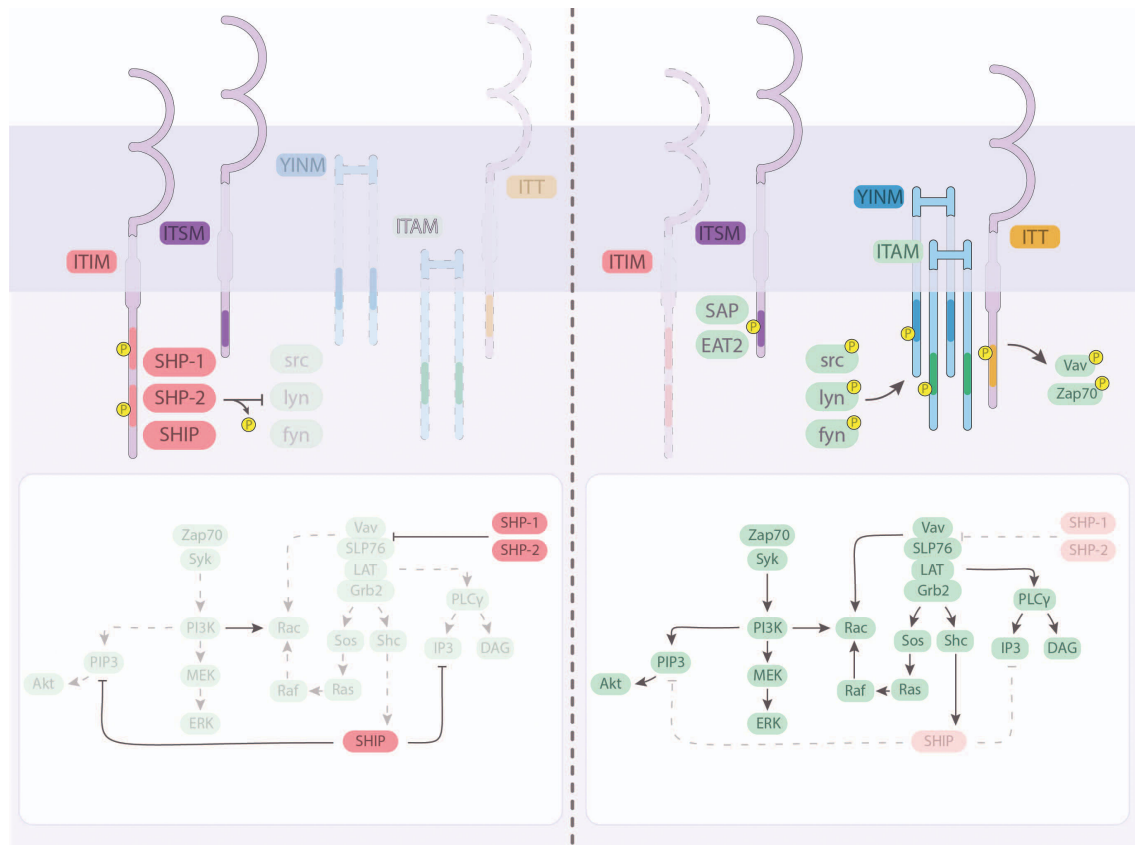 YINM
ITT
ITSM
ITAM
ITIM
P
SHP-1
src
P
SHP-2
lyn
P
SHIP
fyn
Zap70
Syk
Vav
SLP76
LAT
Grb2
SHP-1
SHP-2
PLCγ
PI3K
Rac
Sos
Shc
IP3
DAG
PIP3
Akt
MEK
Raf
Ras
ERK
SHIP
YINM
ITSM
ITT
ITAM
ITIM
SAP
P
EAT2
P
src
P
P
Vav
P
lyn
P
P
Zap70
P
fyn
P
Zap70
Syk
Vav
SLP76
LAT
Grb2
SHP-1
SHP-2
PLCγ
PI3K
Rac
Sos
Shc
IP3
DAG
PIP3
Akt
MEK
Raf
Ras
ERK
SHIP